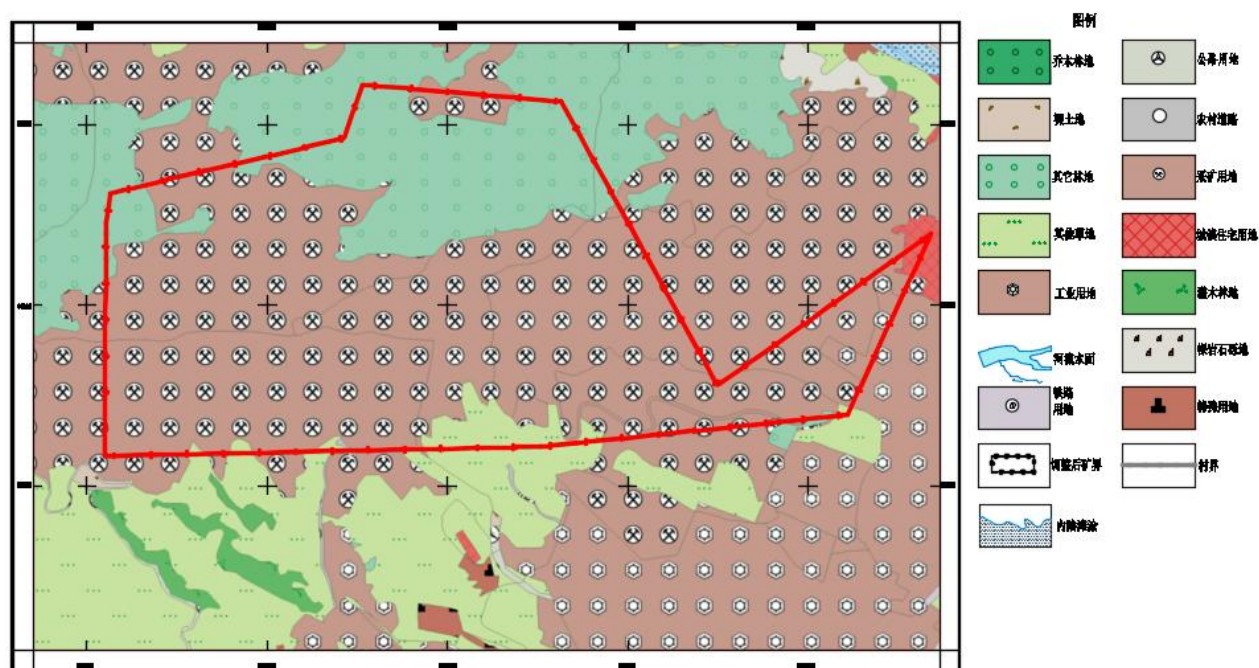 图例
乔木林地
公路用地
裸土地
农村道路
其它林地
采矿用地
其他草地
城镇住宅用地
工业用地
灌木林地
河流水面
裸岩石砾地
铁路
用地
特殊用地
调整后矿界
村界
内陆滩涂